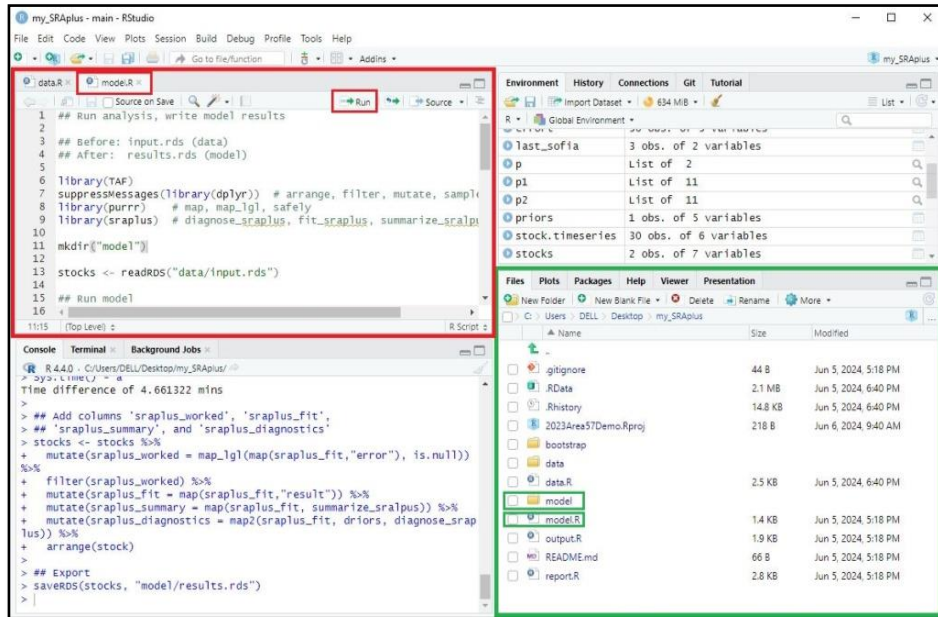 my_SRAplus - main - RStudio
File Edit Code View Plots Session Build Debug Profile Tools Help
Go to file/function Addins my_SRAplus
data.R model.R
Source on Save Run Source
1 ## Run analysis, write model results
2
3 ## Before: input.rds (data)
4 ## After: results.rds (model)
5
6 library(TAF)
7 suppressMessages(library(dplyr)) # arrange, filter, mutate, sample
8 library(purrr) # map, map_lgl, safely
9 library(sraplus) # diagnose_sraplus, fit_sraplus, summarize_sralpu
10
11 mkdir("model")
12
13 stocks <- readRDS("data/input.rds")
14
15 ## Run model
16
11:15 (Top Level) R Script
Console Terminal Background Jobs
R 4.4.0 · C:/Users/DELL/Desktop/my_SRAplus/
> Sys.time() - a
Time difference of 4.661322 mins
>
> ## Add columns 'sraplus_worked', 'sraplus_fit',
> ## 'sraplus_summary', and 'sraplus_diagnostics'
> stocks <- stocks %>%
+ mutate(sraplus_worked = map_lgl(map(sraplus_fit,"error"), is.null))
%>%
+ filter(sraplus_worked) %>%
+ mutate(sraplus_fit = map(sraplus_fit,"result")) %>%
+ mutate(sraplus_summary = map(sraplus_fit, summarize_sralpus)) %>%
+ mutate(sraplus_diagnostics = map2(sraplus_fit, driors, diagnose_srap
lus)) %>%
+ arrange(stock)
>
> ## Export
> saveRDS(stocks, "model/results.rds")
>
Environment History Connections Git Tutorial
Import Dataset 634 MiB List
R Global Environment
last_sofia 3 obs. of 2 variables
p List of 2
p1 List of 11
p2 List of 11
priors 1 obs. of 5 variables
stock.timeseries 30 obs. of 6 variables
stocks 2 obs. of 7 variables
Files Plots Packages Help Viewer Presentation
New Folder New Blank File Delete Rename More
C: Users DELL Desktop my_SRAplus
Name Size Modified
..
.gitignore 44 B Jun 5, 2024, 5:18 PM
.RData 2.1 MB Jun 5, 2024, 6:40 PM
.Rhistory 14.8 KB Jun 5, 2024, 6:40 PM
2023Area57Demo.Rproj 218 B Jun 6, 2024, 9:40 AM
bootstrap
data
data.R 2.5 KB Jun 5, 2024, 6:40 PM
model
model.R 1.4 KB Jun 5, 2024, 5:18 PM
output.R 1.9 KB Jun 5, 2024, 5:18 PM
README.md 66 B Jun 5, 2024, 5:18 PM
report.R 2.8 KB Jun 5, 2024, 5:18 PM